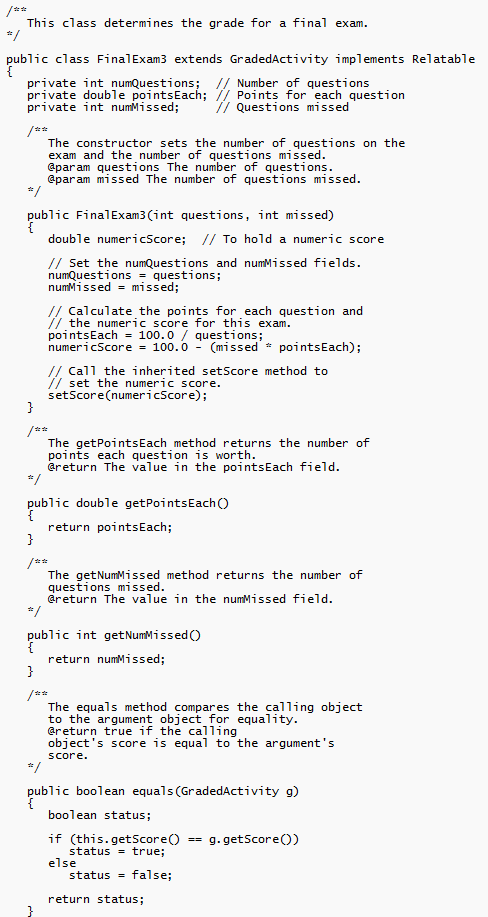 /**
   This class determines the grade for a final exam.
*/
public class FinalExam3 extends GradedActivity implements Relatable
{
   private int numQuestions;  // Number of questions
   private double pointsEach; // Points for each question
   private int numMissed;     // Questions missed
   /**
      The constructor sets the number of questions on the
      exam and the number of questions missed.
      @param questions The number of questions.
      @param missed The number of questions missed.
   */
   public FinalExam3(int questions, int missed)
   {
      double numericScore;  // To hold a numeric score
      // Set the numQuestions and numMissed fields.
      numQuestions = questions;
      numMissed = missed;
      // Calculate the points for each question and
      // the numeric score for this exam.
      pointsEach = 100.0 / questions;
      numericScore = 100.0 - (missed * pointsEach);
      // Call the inherited setScore method to
      // set the numeric score.
      setScore(numericScore);
   }
   /**
      The getPointsEach method returns the number of
      points each question is worth.
      @return The value in the pointsEach field.
   */
   public double getPointsEach()
   {
      return pointsEach;
   }
   /**
      The getNumMissed method returns the number of
      questions missed.
      @return The value in the numMissed field.
   */
   public int getNumMissed()
   {
      return numMissed;
   }
   /**
      The equals method compares the calling object
      to the argument object for equality.
      @return true if the calling
      object's score is equal to the argument's
      score.
   */
   public boolean equals(GradedActivity g)
   {
      boolean status;
      if (this.getScore() == g.getScore())
         status = true;
      else
         status = false;
      return status;
   }